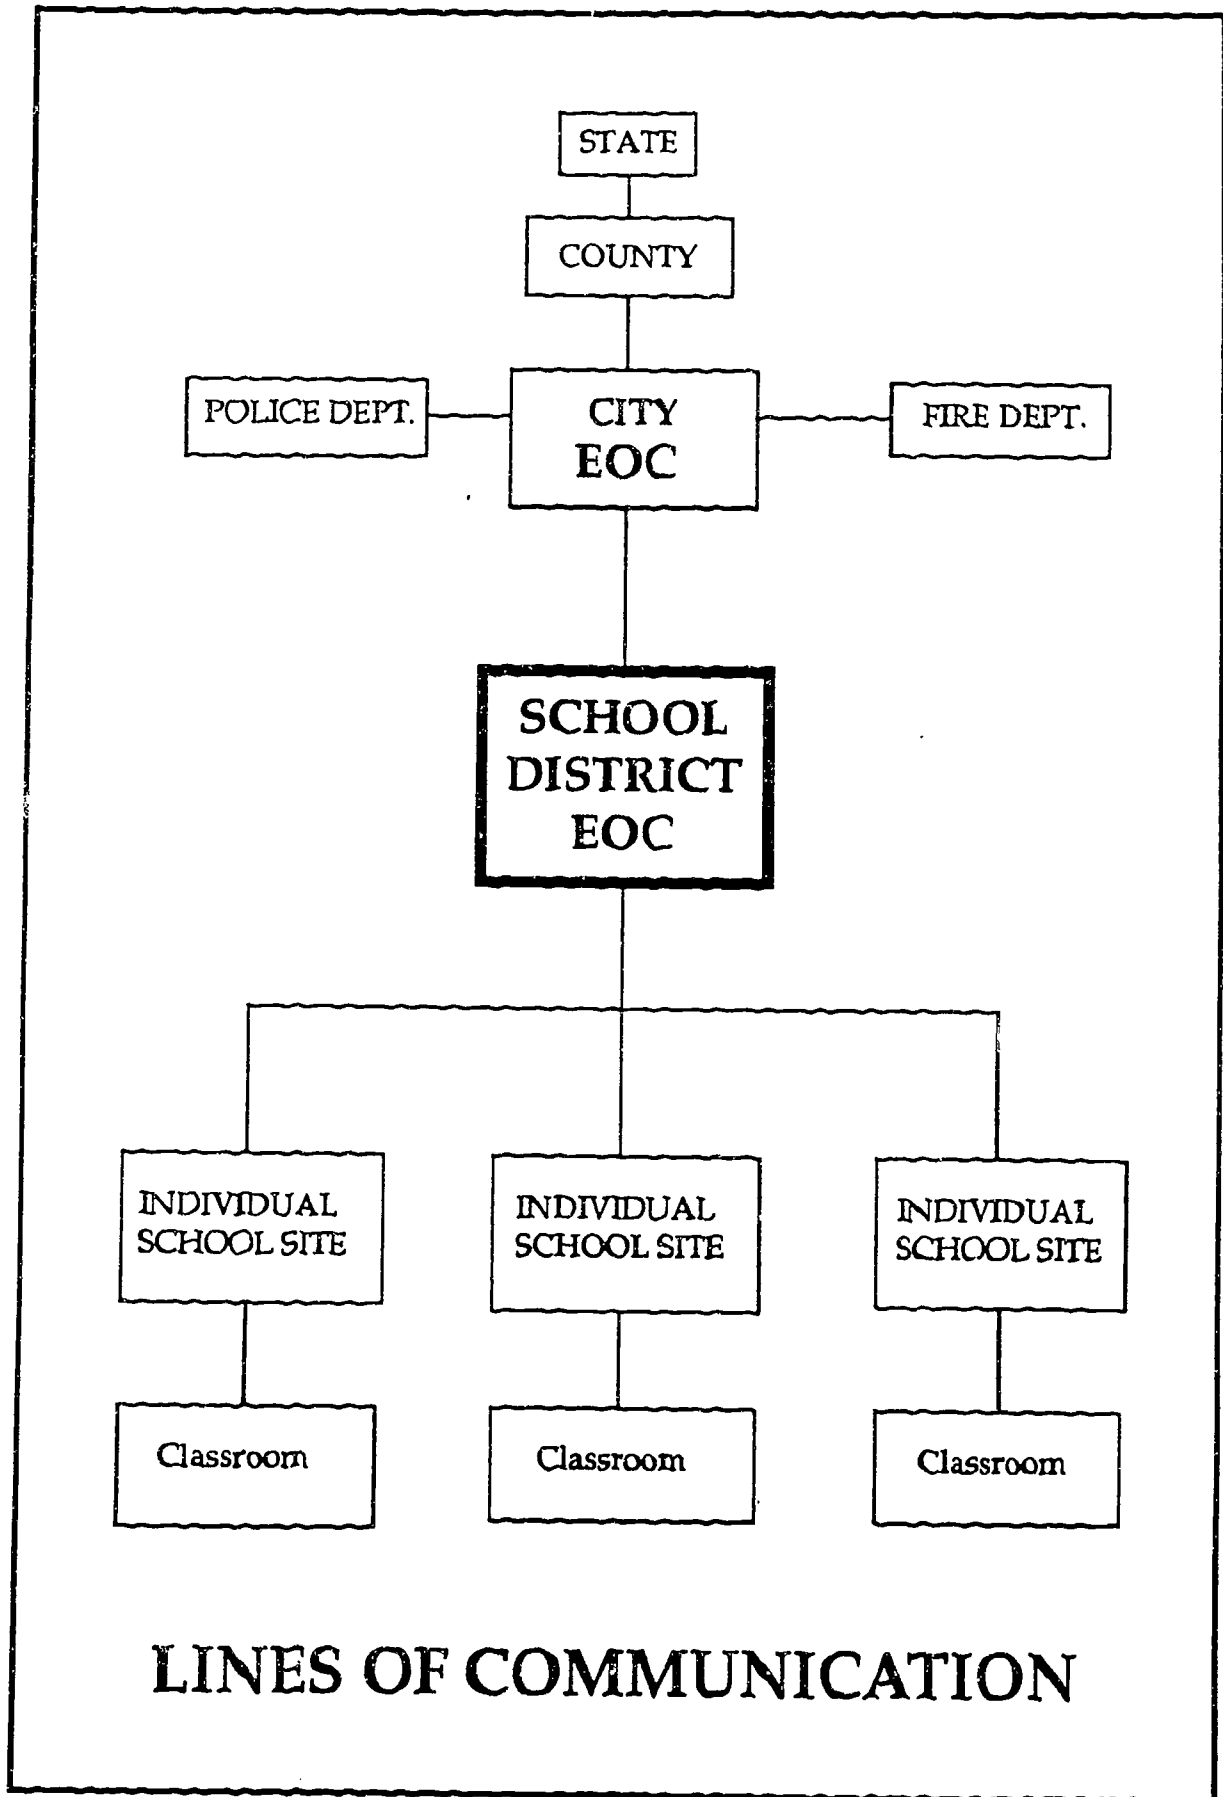 STATE
COUNTY
POLICE DEPT.
CITY
EOC
FIRE DEPT.
SCHOOL
DISTRICT
EOC
INDIVIDUAL
SCHOOL SITE
INDIVIDUAL
SCHOOL SITE
INDIVIDUAL
SCHOOL SITE
Classroom
Classroom
Classroom
LINES OF COMMUNICATION